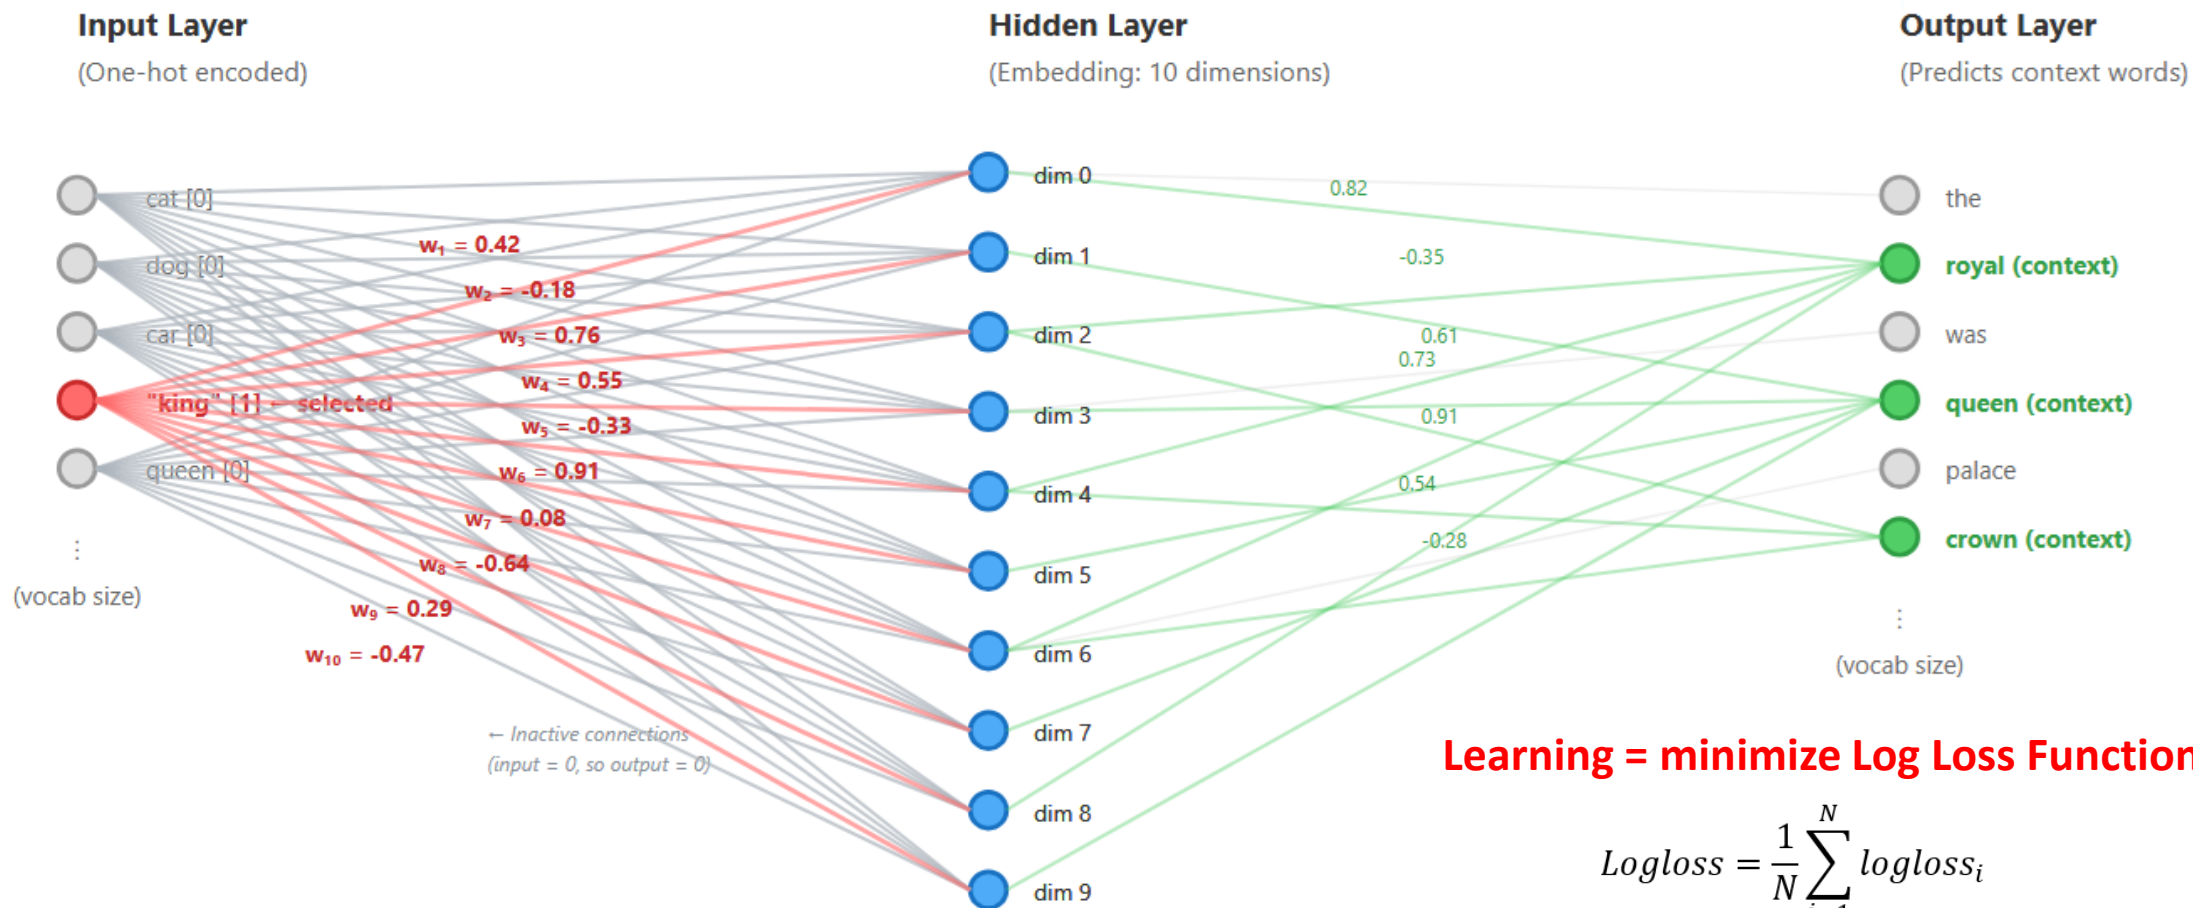 Input Layer
(One-hot encoded)
Hidden Layer
(Embedding: 10 dimensions)
Output Layer
(Predicts context words)
cat [0]
dog [0]
car [0]
"king" [1] ← selected
queen [0]
⋮
(vocab size)
w₁ = 0.42
w₂ = -0.18
w₃ = 0.76
w₄ = 0.55
w₅ = -0.33
w₆ = 0.91
w₇ = 0.08
w₈ = -0.64
w₉ = 0.29
w₁₀ = -0.47
← Inactive connections
(input = 0, so output = 0)
dim 0
dim 1
dim 2
dim 3
dim 4
dim 5
dim 6
dim 7
dim 8
dim 9
0.82
-0.35
0.61
0.73
0.91
0.54
-0.28
the
royal (context)
was
queen (context)
palace
crown (context)
⋮
(vocab size)
Learning = minimize Log Loss Function
Logloss = 1/N ∑ N logloss_i